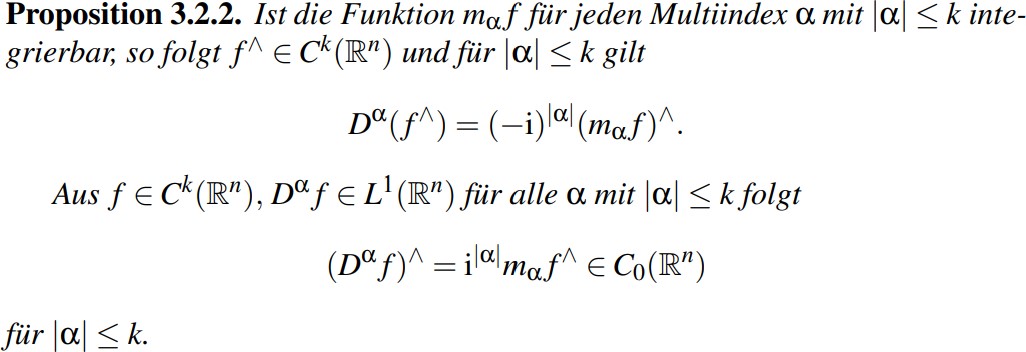 Proposition 3.2.2. Ist die Funktion m_α f für jeden Multiindex α mit |α| ≤ k inte-
grierbar, so folgt f^∧ ∈ C^k(ℝ^n) und für |α| ≤ k gilt
D^α(f^∧) = (−i)^{|α|}(m_α f)^∧.
Aus f ∈ C^k(ℝ^n), D^α f ∈ L^1(ℝ^n) für alle α mit |α| ≤ k folgt
(D^α f)^∧ = i^{|α|} m_α f^∧ ∈ C_0(ℝ^n)
für |α| ≤ k.